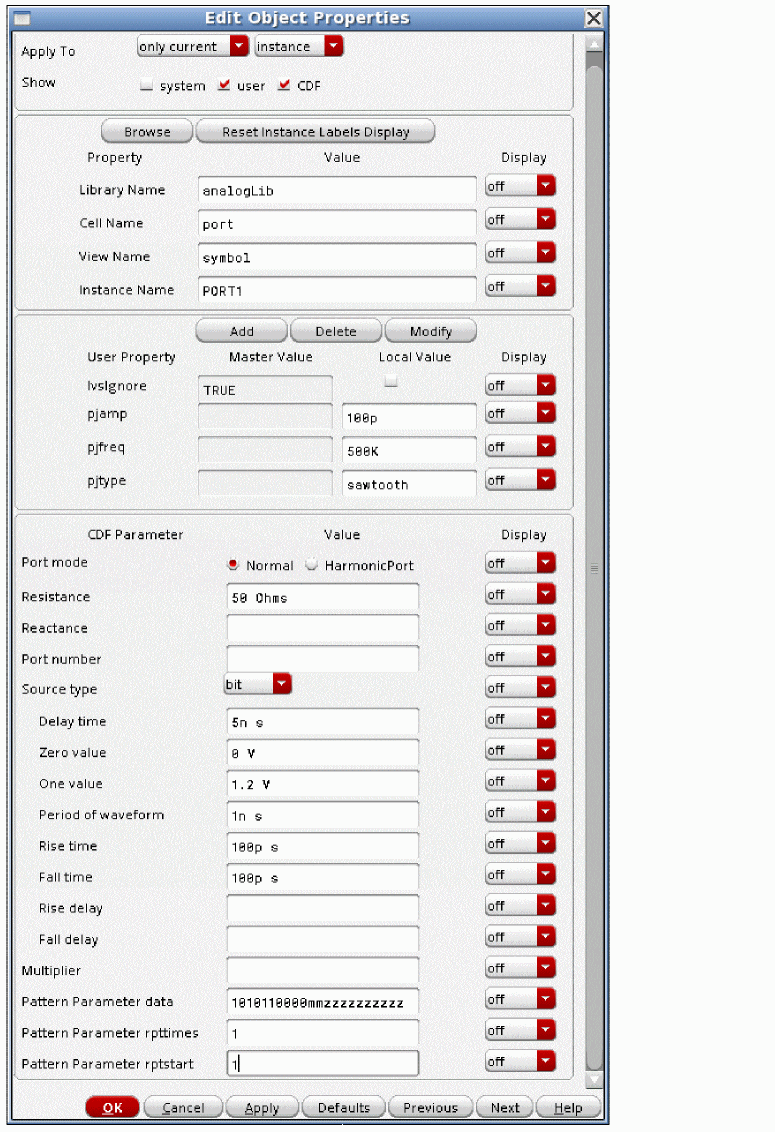 Edit Object Properties
Apply To only current instance
Show system user CDF
Browse Reset Instance Labels Display
Property Value Display
Library Name analogLib off
Cell Name port off
View Name symbol off
Instance Name PORT1 off
Add Delete Modify
User Property Master Value Local Value Display
lvsIgnore TRUE off
pjamp 100p off
pjfreq 500K off
pjtype sawtooth off
CDF Parameter Value Display
Port mode Normal HarmonicPort off
Resistance 50 Ohms off
Reactance off
Port number off
Source type bit off
Delay time 5n s off
Zero value 0 V off
One value 1.2 V off
Period of waveform 1n s off
Rise time 100p s off
Fall time 100p s off
Rise delay off
Fall delay off
Multiplier off
Pattern Parameter data 1010110000mmzzzzzzzzzz off
Pattern Parameter rpttimes 1 off
Pattern Parameter rptstart 1 off
OK Cancel Apply Defaults Previous Next Help